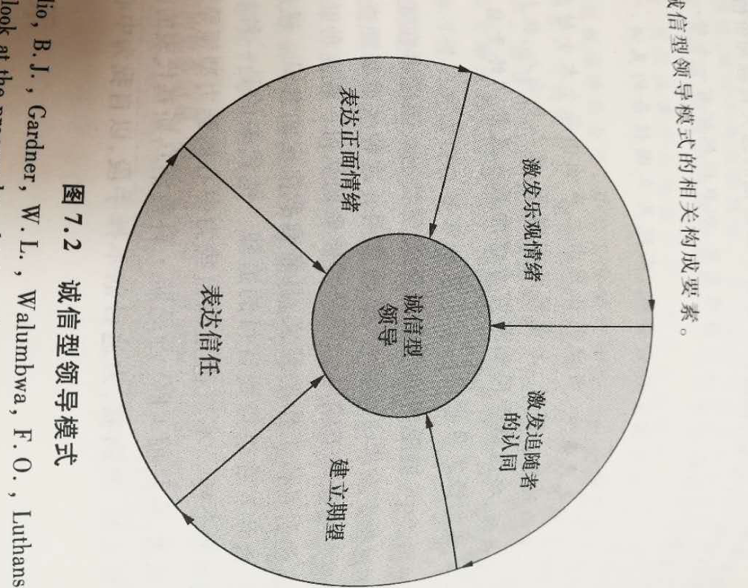 诚信型领导模式的相关构成要素。
激发乐观情绪
激发追随者
的认同
表达正面情绪
诚信型
领导
建立期望
表达信任
图7.2 诚信型领导模式
lio, B.J., Gardner, W.L., Walumbwa, F.O., Luthans
look at the